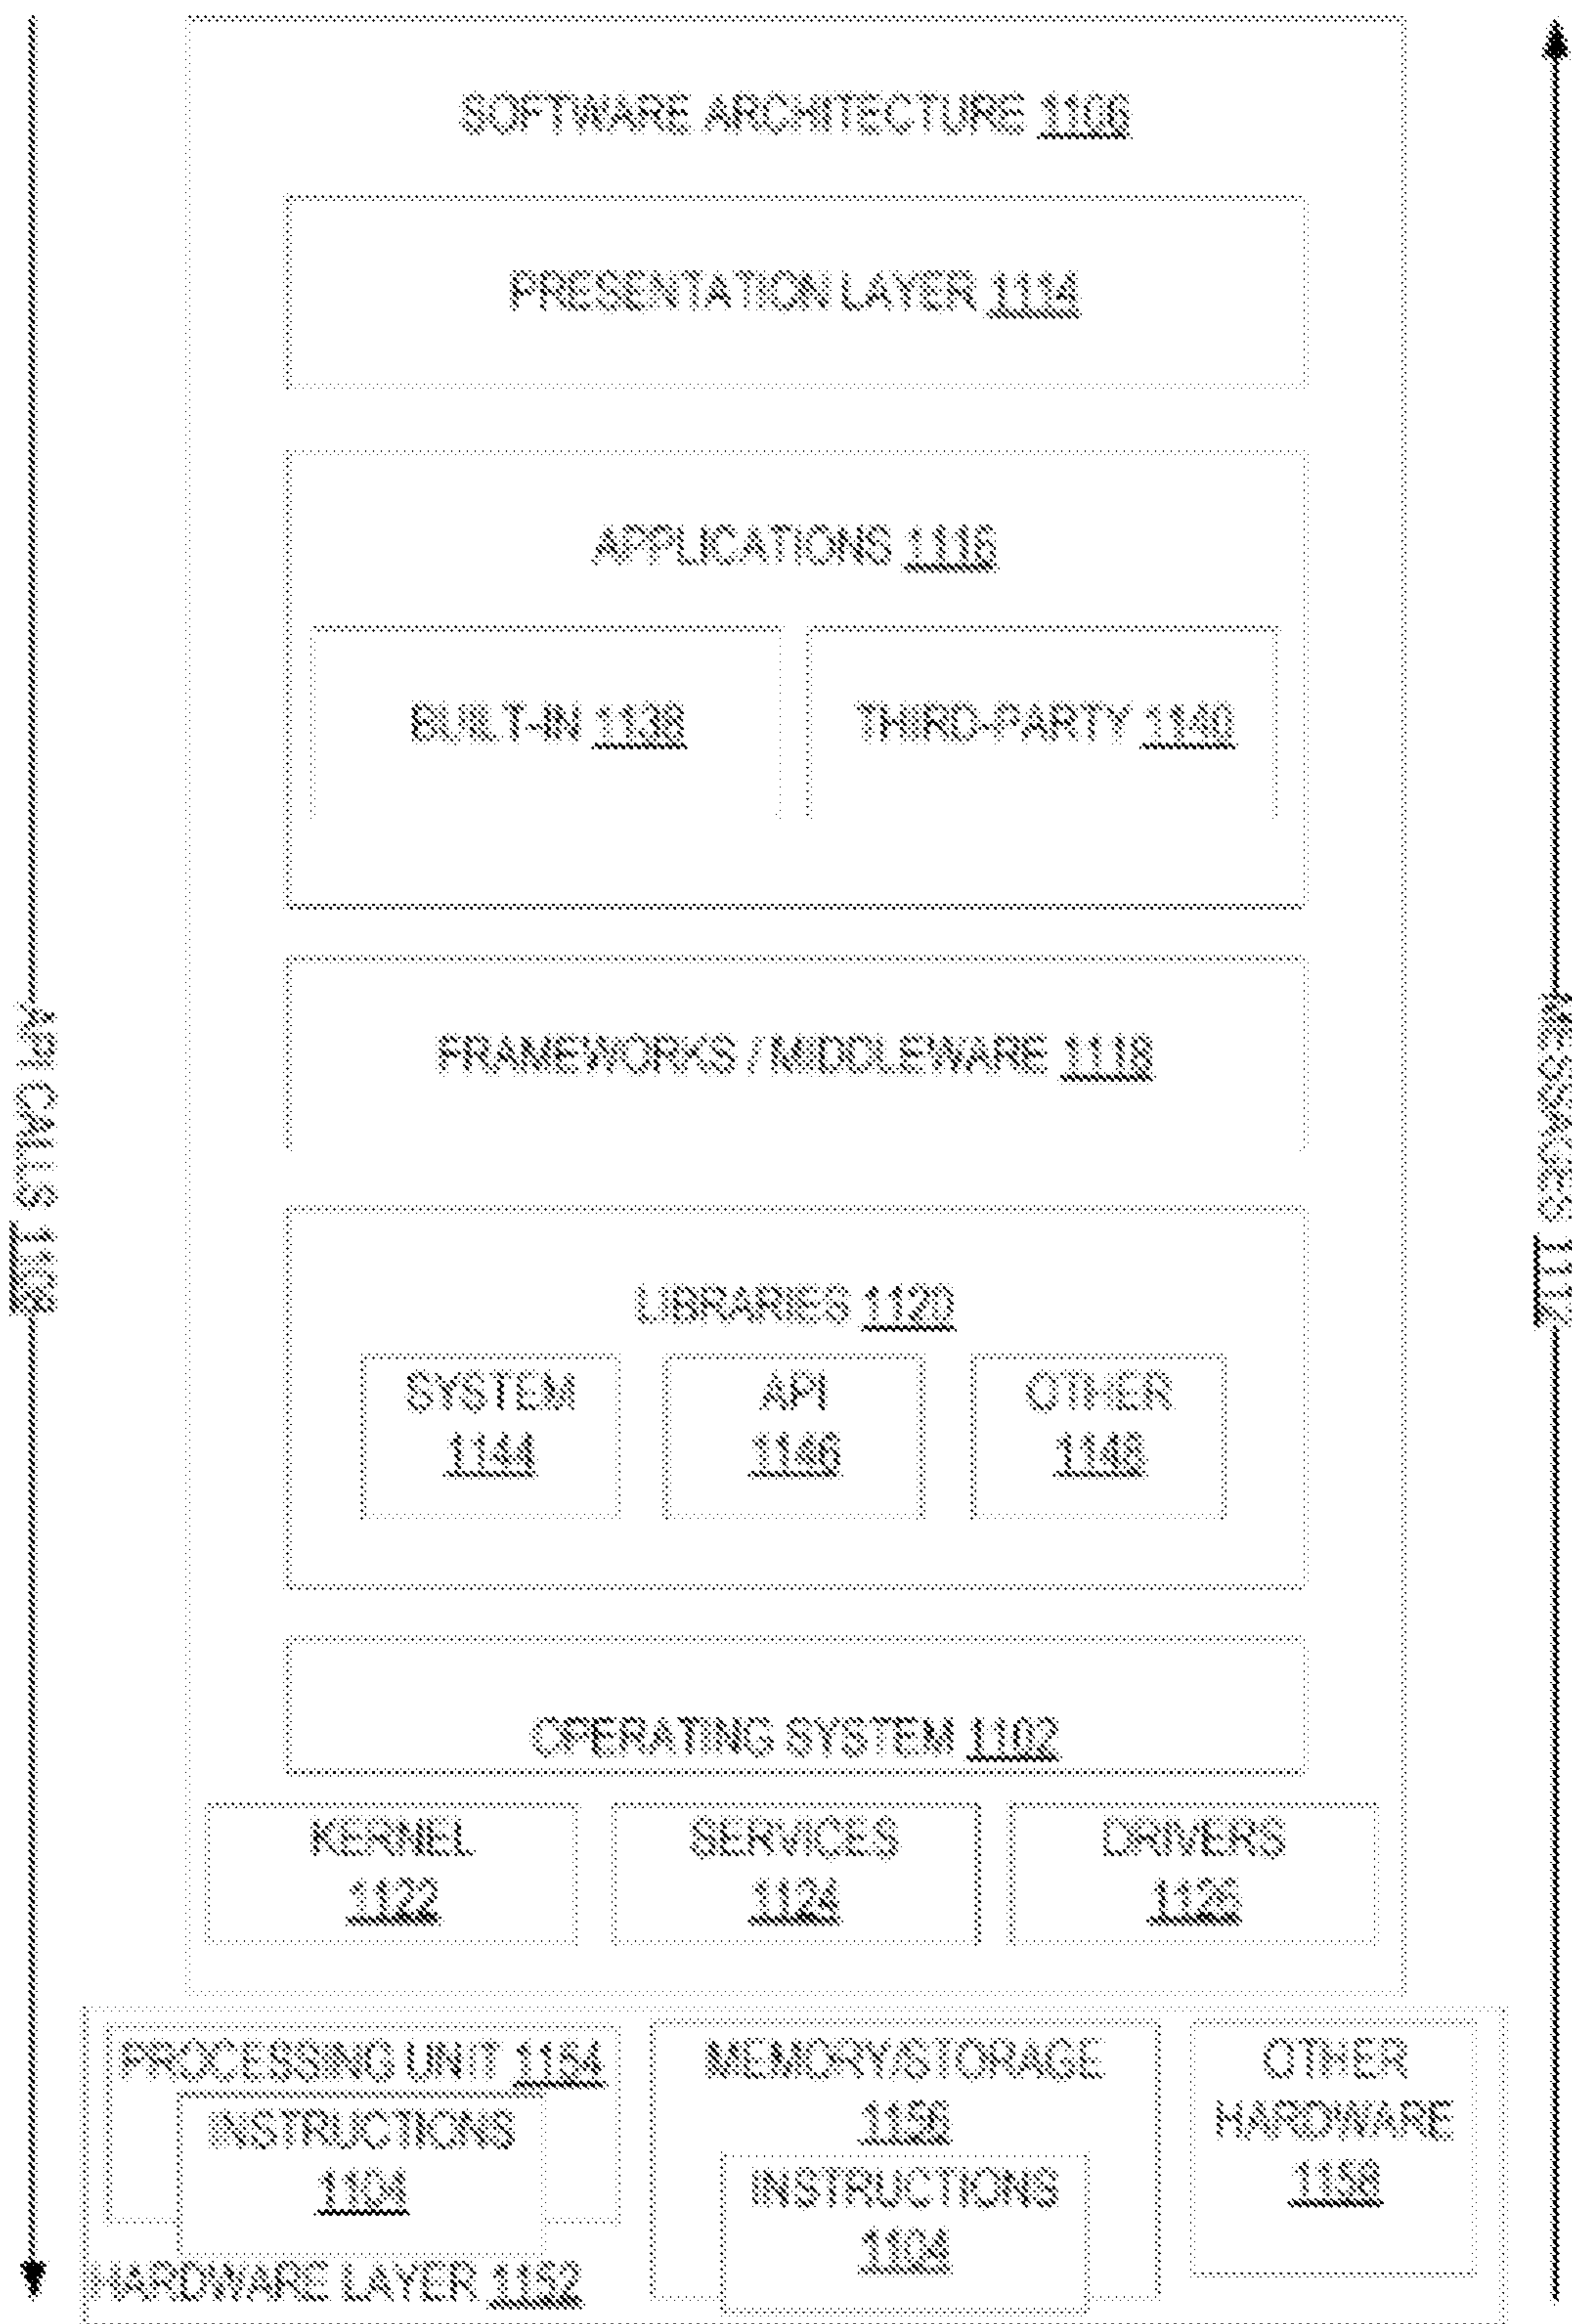 SOFTWARE ARCHITECTURE 1106
PRESENTATION LAYER 1114
APPLICATIONS 1116
BUILT-IN 1138
THIRD-PARTY 1140
FRAMEWORKS / MIDDLEWARE 1118
API CALLS
MESSAGES 1112
LIBRARIES 1120
SYSTEM
1144
API
1146
OTHER
1148
OPERATING SYSTEM 1102
KERNEL
1122
SERVICES
1124
DRIVERS
1126
PROCESSING UNIT 1154
INSTRUCTIONS
1104
MEMORY/STORAGE
1156
INSTRUCTIONS
1104
OTHER
HARDWARE
1158
HARDWARE LAYER 1152